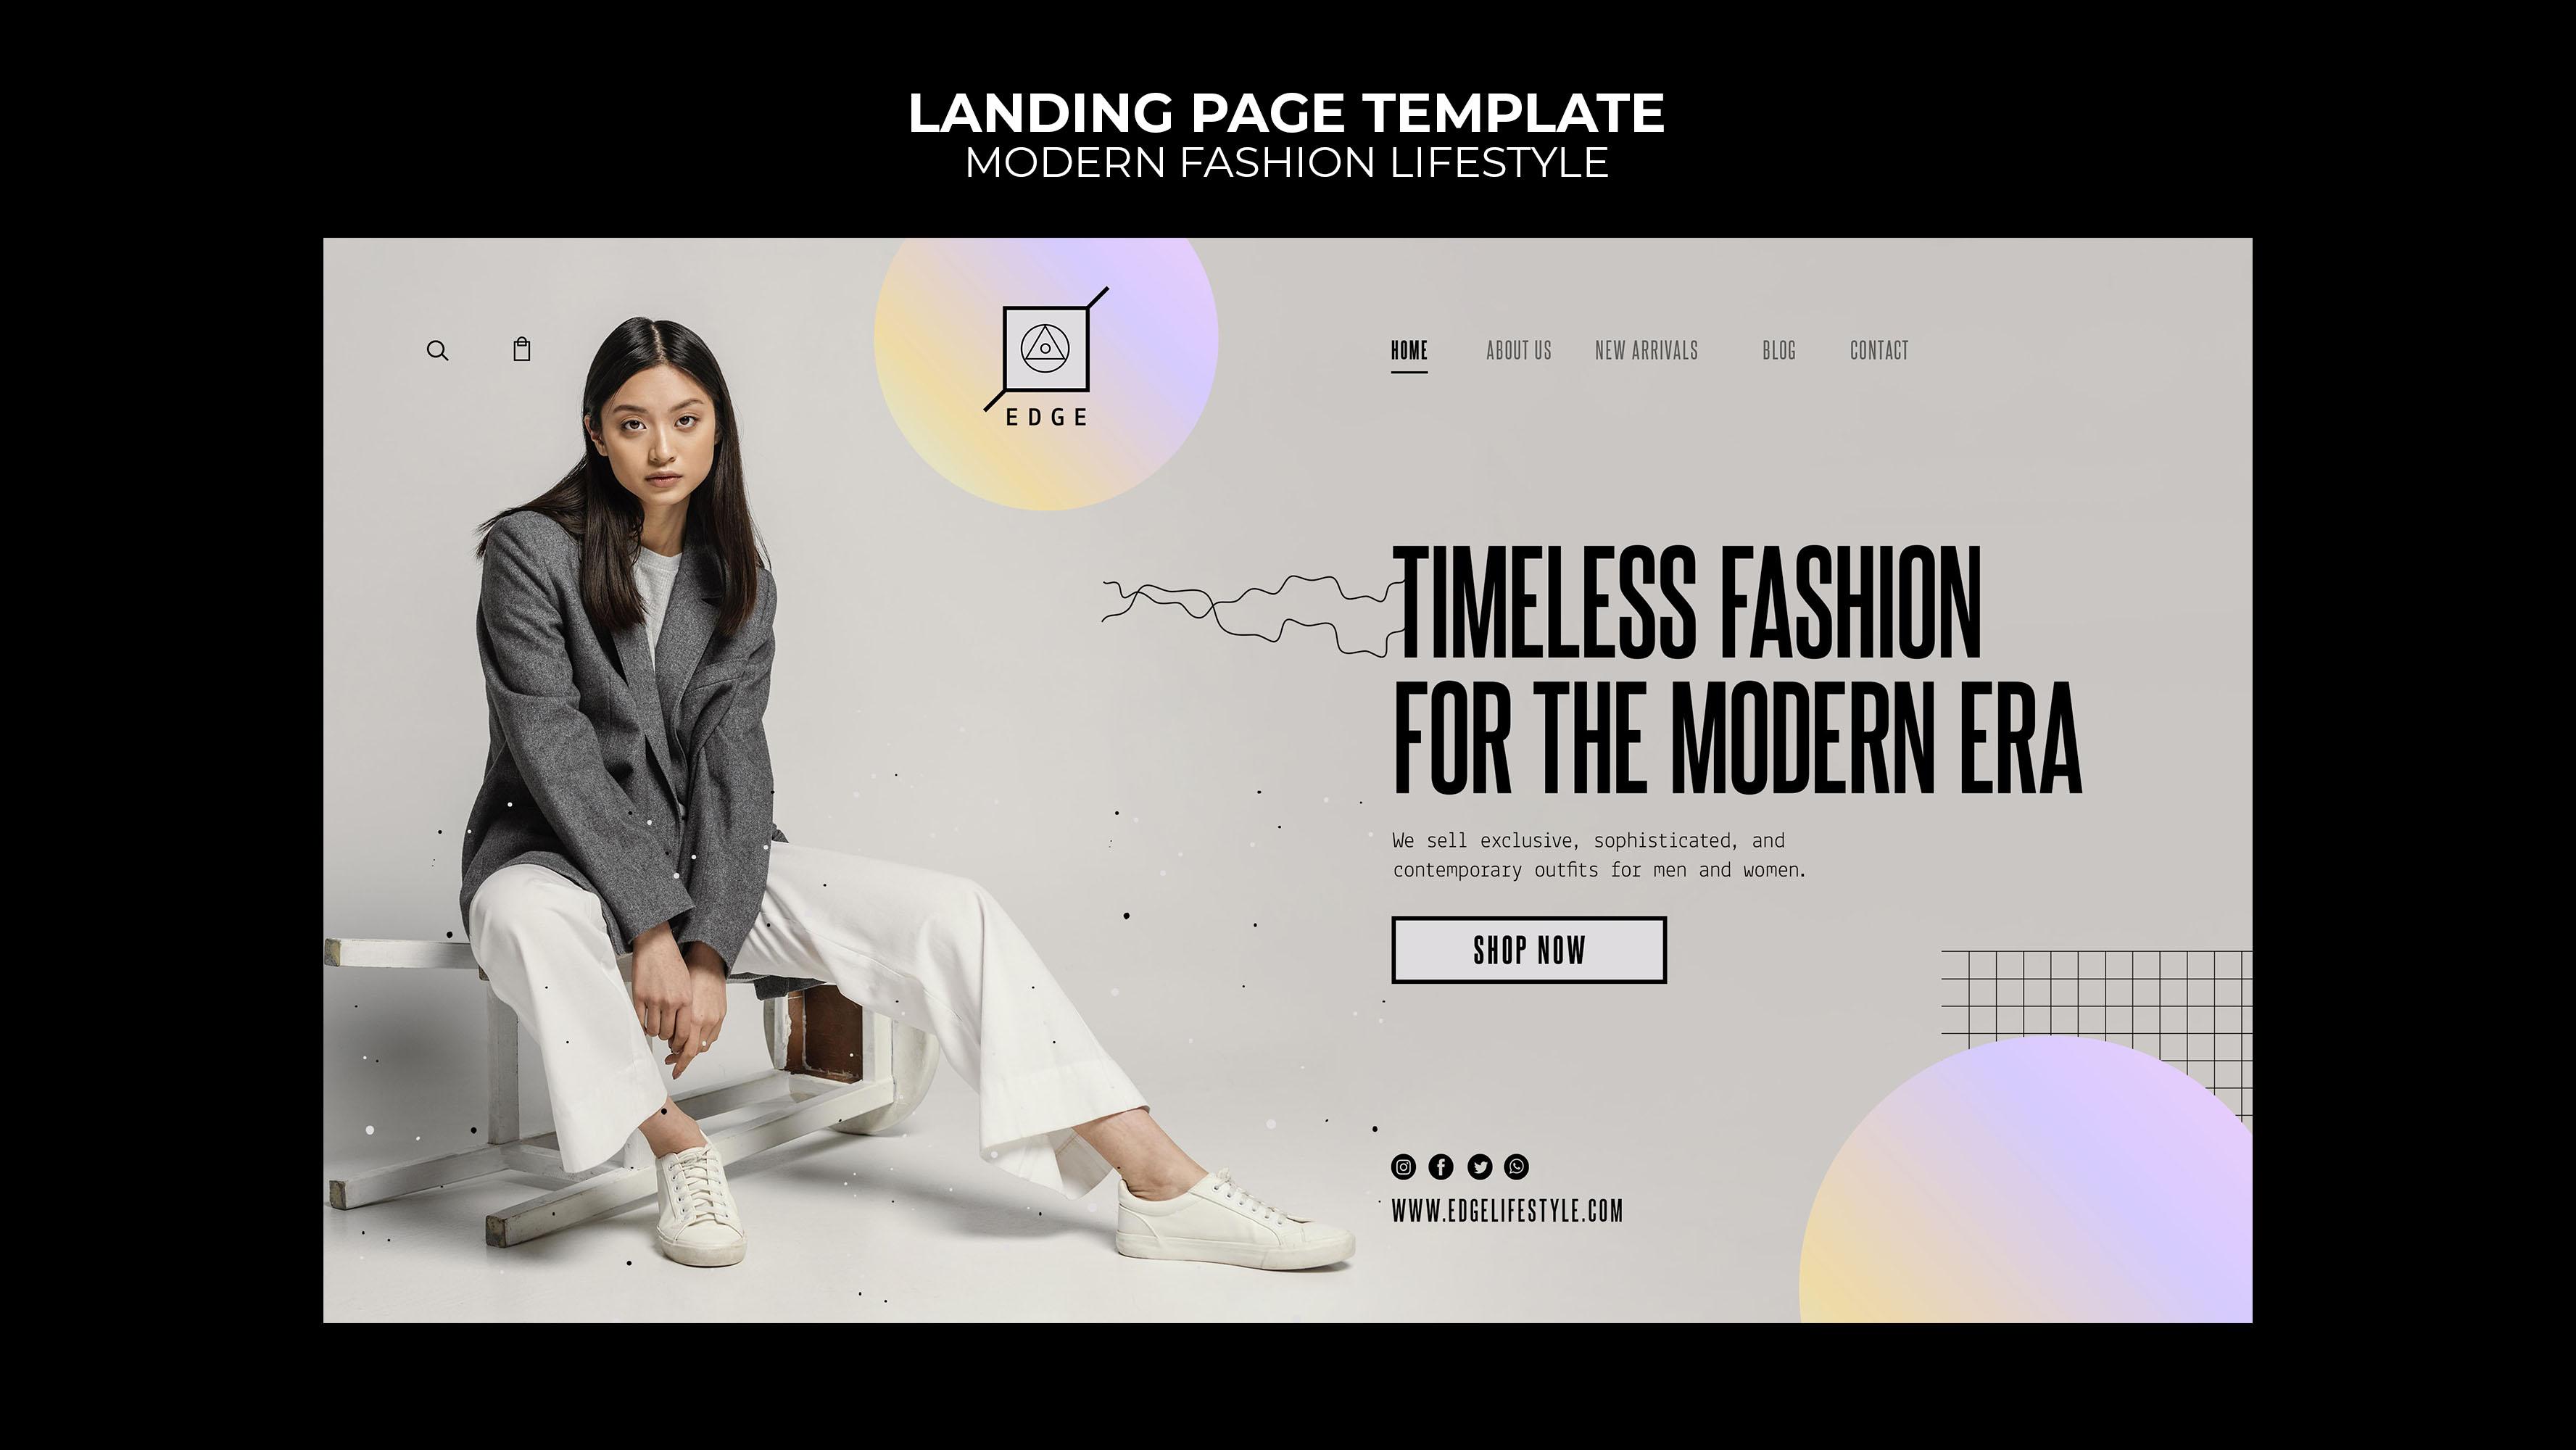 LANDING PAGE TEMPLATE
MODERN FASHION LIFESTYLE
EDGE
HOME ABOUT US NEW ARRIVALS BLOG CONTACT
TIMELESS FASHION
FOR THE MODERN ERA
We sell exclusive, sophisticated, and
contemporary outfits for men and women.
SHOP NOW
WWW.EDGELIFESTYLE.COM